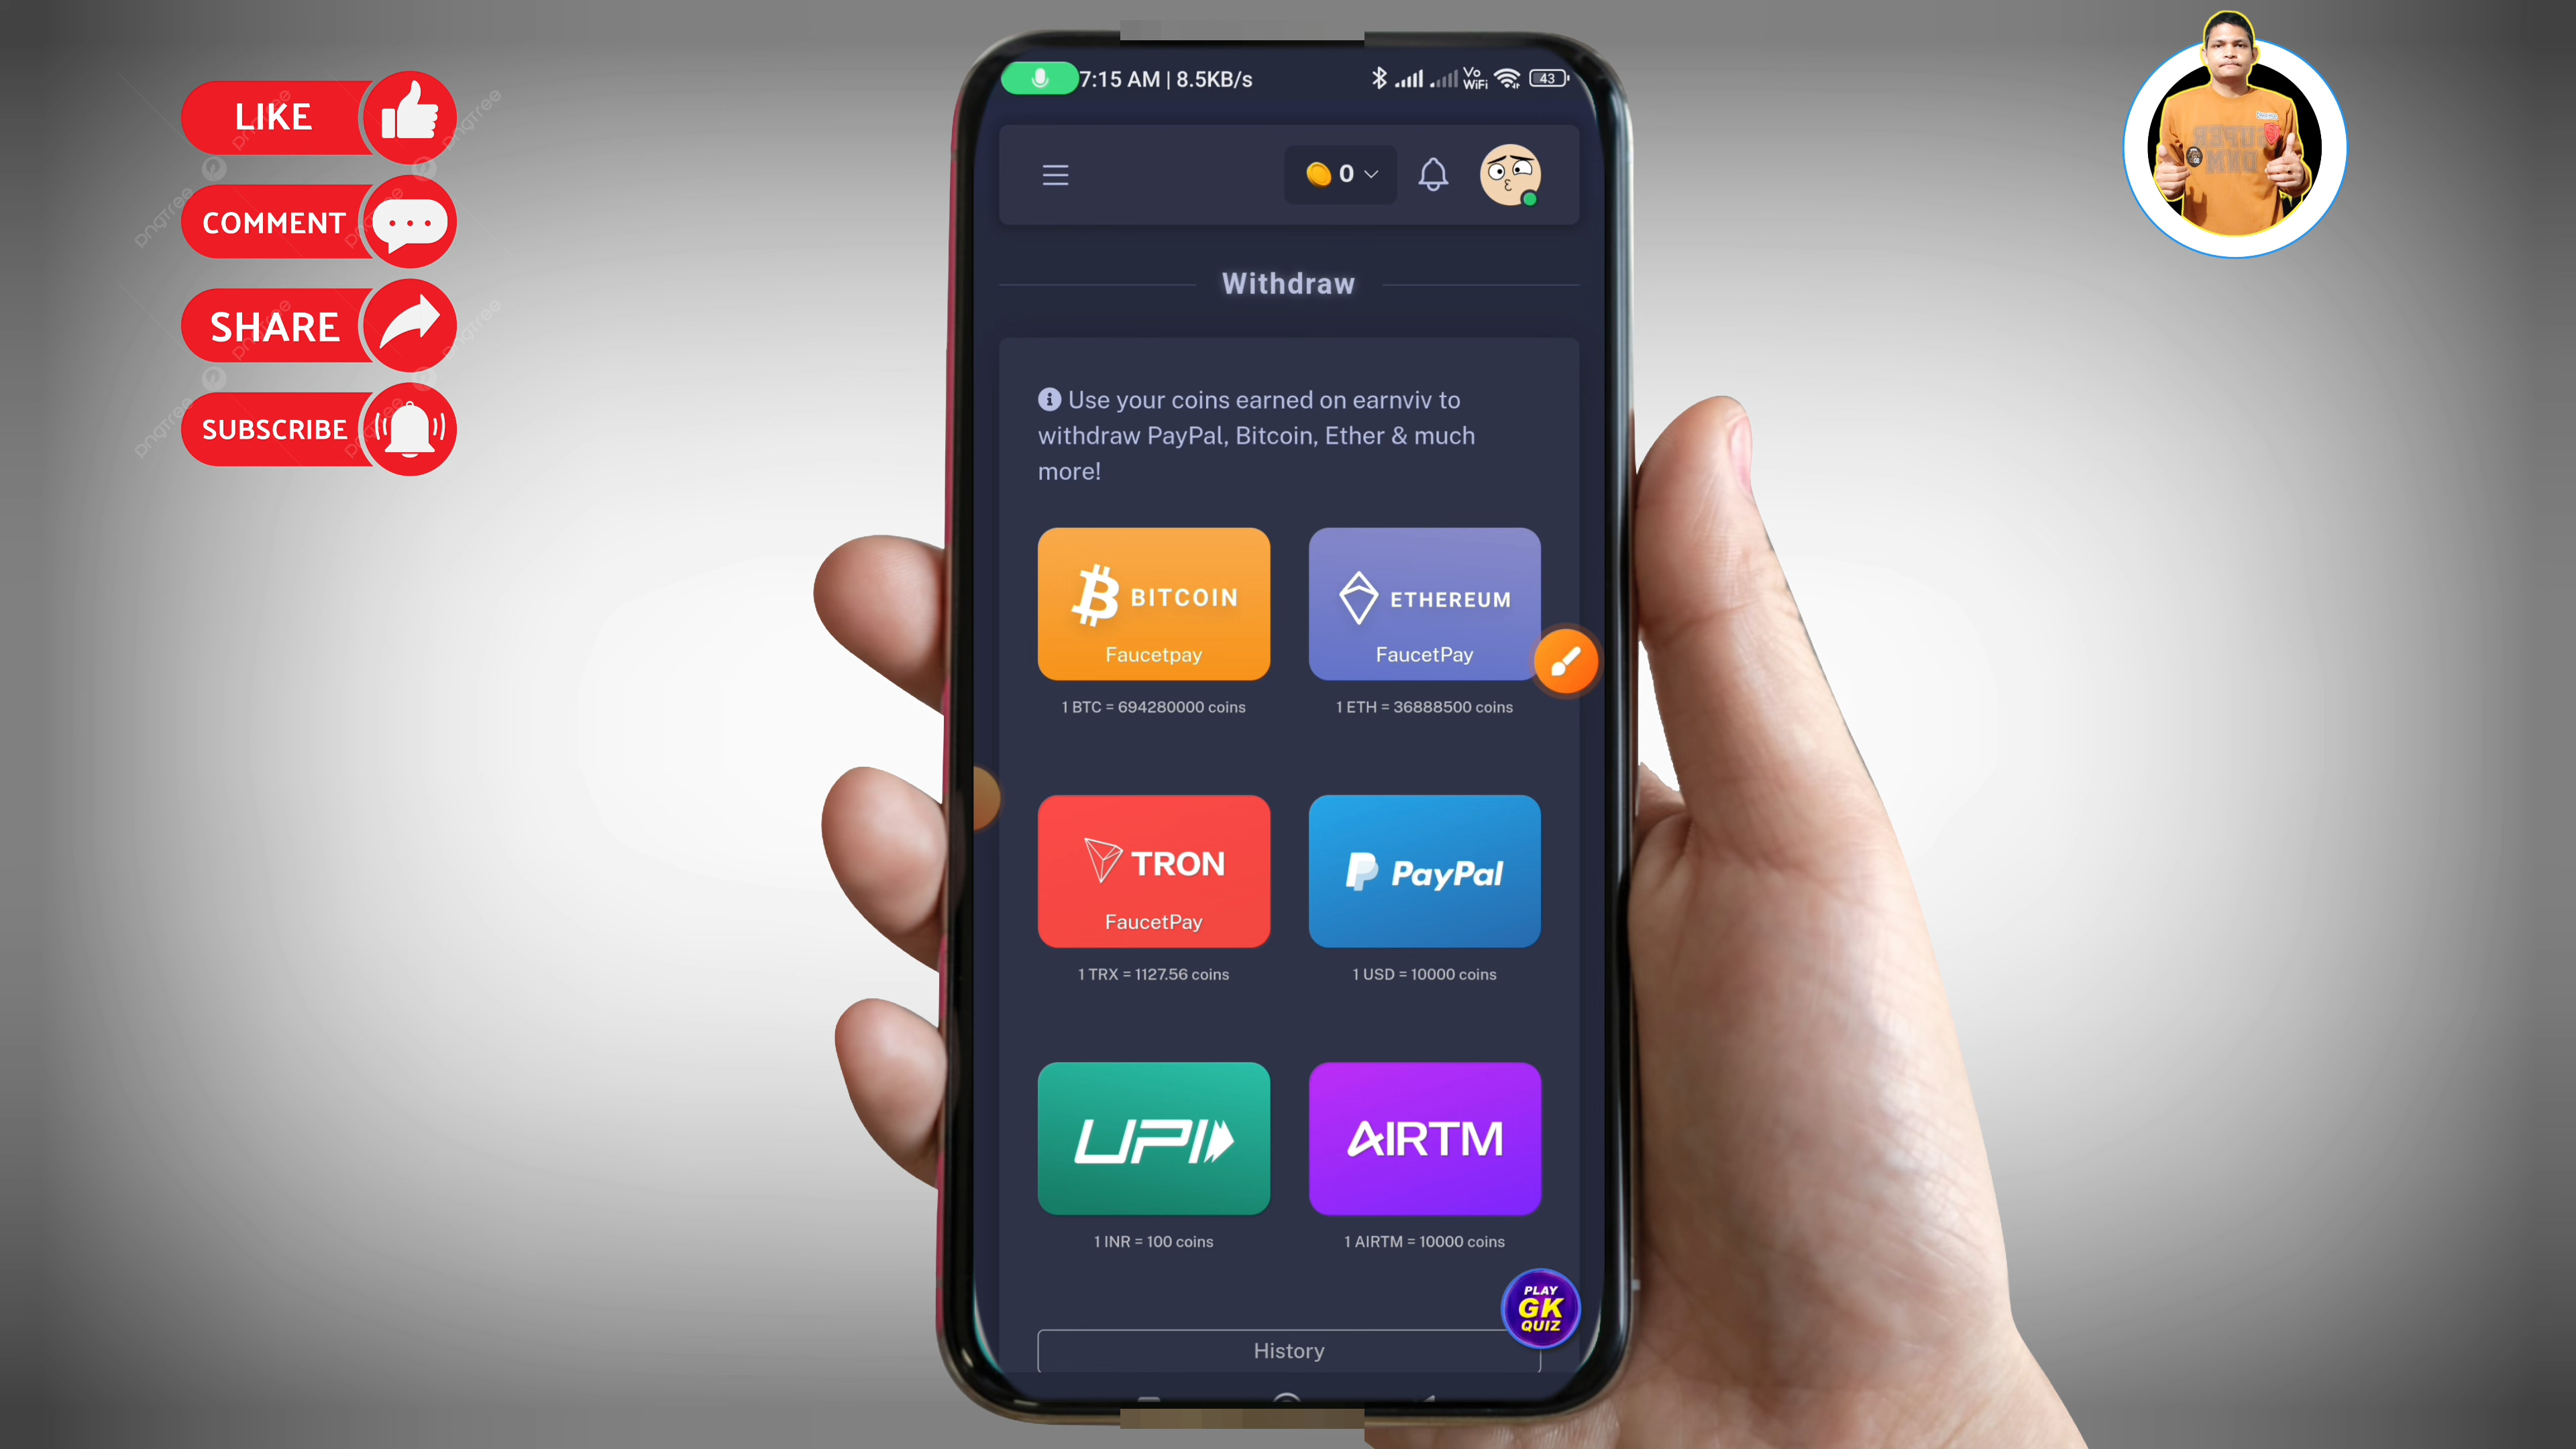 LIKE
COMMENT
SHARE
SUBSCRIBE
7:15 AM | 8.5KB/s
Vo
WiFi
43
0
Withdraw
Use your coins earned on earnviv to
withdraw PayPal, Bitcoin, Ether & much
more!
BITCOIN
Faucetpay
ETHEREUM
FaucetPay
1 BTC = 694280000 coins
1 ETH = 36888500 coins
TRON
FaucetPay
PayPal
1 TRX = 1127.56 coins
1 USD = 10000 coins
UPI
AIRTM
1 INR = 100 coins
1 AIRTM = 10000 coins
PLAY
GK
QUIZ
History